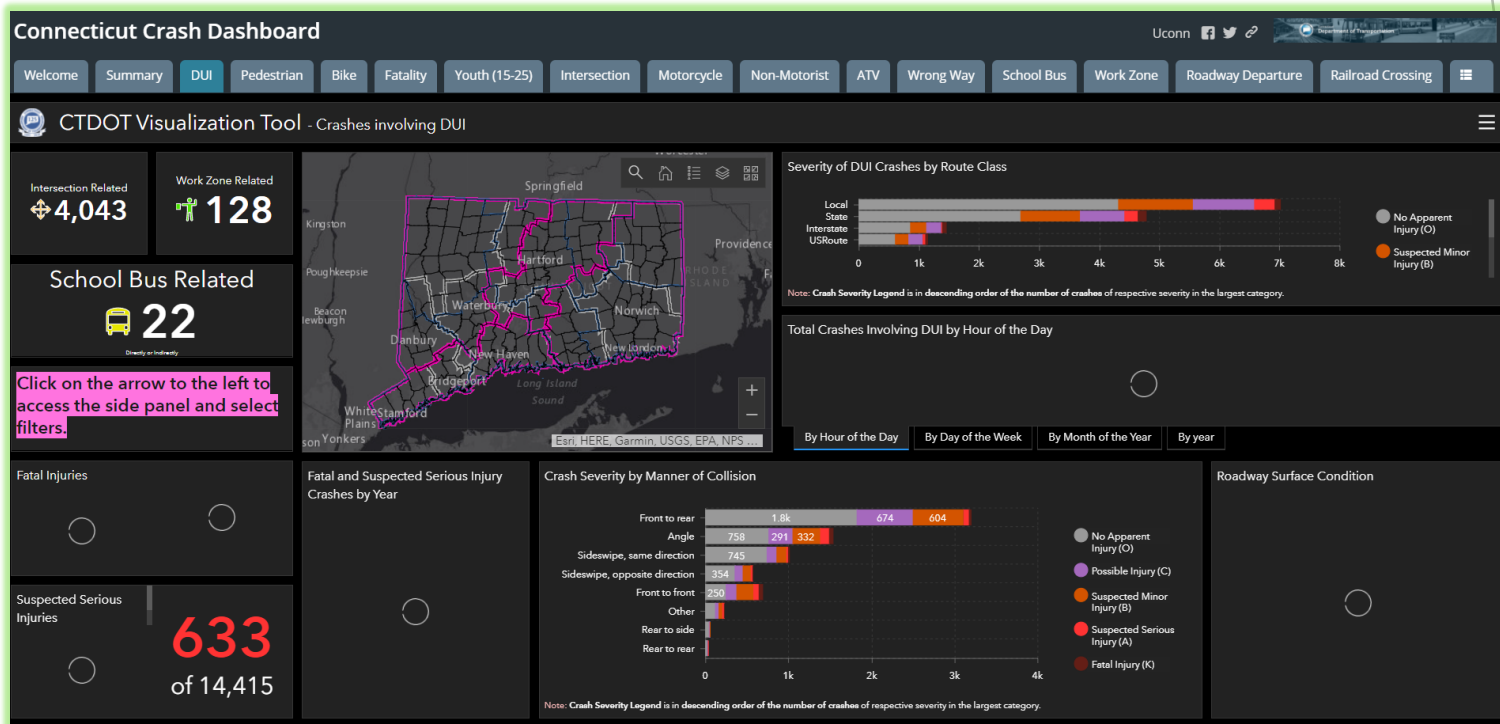 Connecticut Crash Dashboard
Uconn
Department of Transportation
Welcome
Summary
DUI
Pedestrian
Bike
Fatality
Youth (15-25)
Intersection
Motorcycle
Non-Motorist
ATV
Wrong Way
School Bus
Work Zone
Roadway Departure
Railroad Crossing
CTDOT Visualization Tool - Crashes involving DUI
Intersection Related
4,043
Work Zone Related
128
School Bus Related
22
Directly or Indirectly
Click on the arrow to the left to
access the side panel and select
filters.
Springfield
Kingston
Providence
Hartford
Poughkeepsie
RHODE
ISLAND
Waterbury
Beacon
Norwich
Danbury
New Haven
New London
Bridgeport
Long Island
Sound
White
Plains
Stamford
Yonkers
+
−
Esri, HERE, Garmin, USGS, EPA, NPS ...
Severity of DUI Crashes by Route Class
Local
State
Interstate
USRoute
0 1k 2k 3k 4k 5k 6k 7k 8k
No Apparent
Injury (O)
Suspected Minor
Injury (B)
Note: Crash Severity Legend is in descending order of the number of crashes of respective severity in the largest category.
Total Crashes Involving DUI by Hour of the Day
By Hour of the Day
By Day of the Week
By Month of the Year
By year
Fatal Injuries
Suspected Serious
Injuries
633
of 14,415
Fatal and Suspected Serious Injury
Crashes by Year
Crash Severity by Manner of Collision
Front to rear 1.8k 674 604
Angle 758 291 332
Sideswipe, same direction 745
Sideswipe, opposite direction 354
Front to front 250
Other
Rear to side
Rear to rear
0 1k 2k 3k 4k
No Apparent
Injury (O)
Possible Injury (C)
Suspected Minor
Injury (B)
Suspected Serious
Injury (A)
Fatal Injury (K)
Note: Crash Severity Legend is in descending order of the number of crashes of respective severity in the largest category.
Roadway Surface Condition